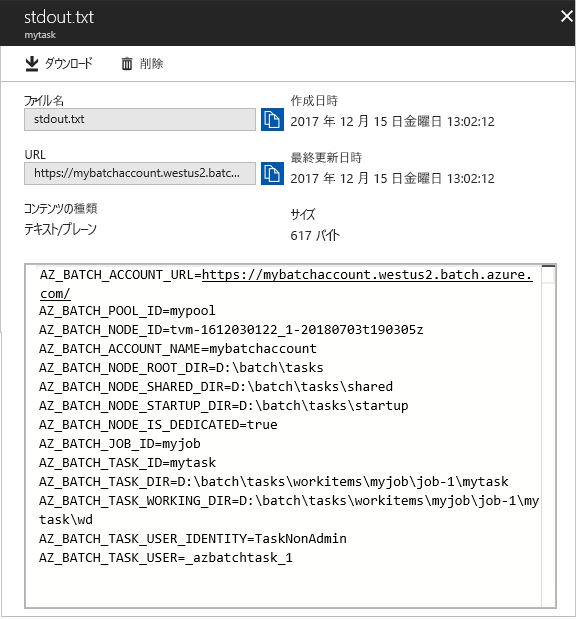 stdout.txt
mytask
ダウンロード 削除
ファイル名
stdout.txt
作成日時
2017 年 12 月 15 日金曜日 13:02:12
URL
https://mybatchaccount.westus2.batc...
最終更新日時
2017 年 12 月 15 日金曜日 13:02:12
コンテンツの種類
テキスト/プレーン
サイズ
617 バイト
AZ_BATCH_ACCOUNT_URL=https://mybatchaccount.westus2.batch.azure.
com/
AZ_BATCH_POOL_ID=mypool
AZ_BATCH_NODE_ID=tvm-1612030122_1-20180703t190305z
AZ_BATCH_ACCOUNT_NAME=mybatchaccount
AZ_BATCH_NODE_ROOT_DIR=D:\batch\tasks
AZ_BATCH_NODE_SHARED_DIR=D:\batch\tasks\shared
AZ_BATCH_NODE_STARTUP_DIR=D:\batch\tasks\startup
AZ_BATCH_NODE_IS_DEDICATED=true
AZ_BATCH_JOB_ID=myjob
AZ_BATCH_TASK_ID=mytask
AZ_BATCH_TASK_DIR=D:\batch\tasks\workitems\myjob\job-1\mytask
AZ_BATCH_TASK_WORKING_DIR=D:\batch\tasks\workitems\myjob\job-1\my
task\wd
AZ_BATCH_TASK_USER_IDENTITY=TaskNonAdmin
AZ_BATCH_TASK_USER=_azbatchtask_1